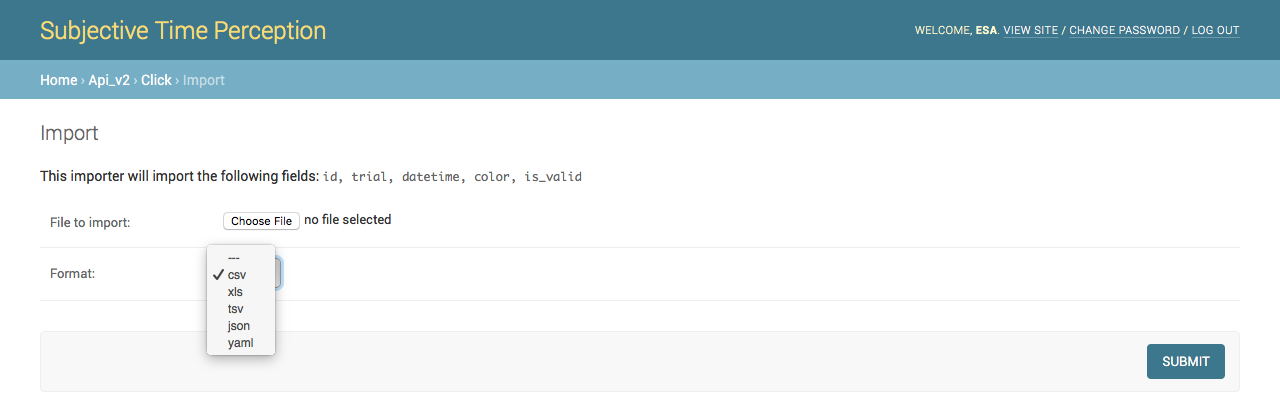 Subjective Time Perception
WELCOME, ESA. VIEW SITE / CHANGE PASSWORD / LOG OUT
Home › Api_v2 › Click › Import
Import
This importer will import the following fields: id, trial, datetime, color, is_valid
File to import: Choose File no file selected
Format:
---
✓ csv
xls
tsv
json
yaml
SUBMIT